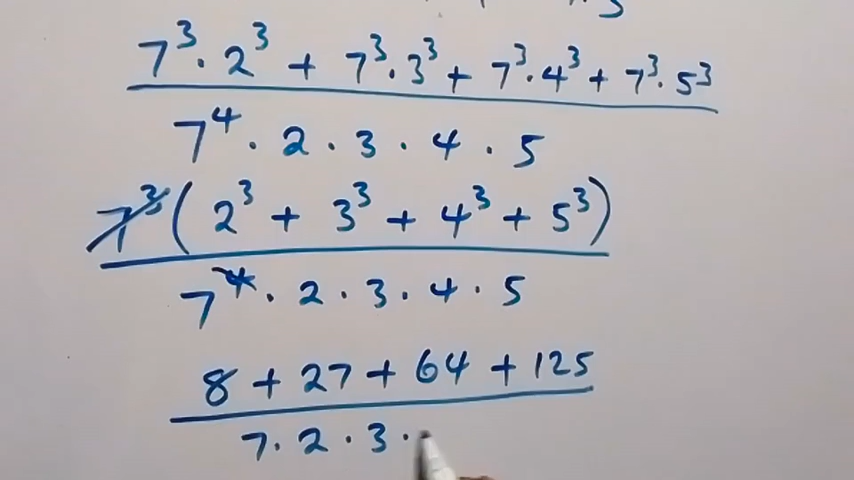 7³ · 2³ + 7³ · 3³ + 7³ · 4³ + 7³ · 5³
7⁴ · 2 · 3 · 4 · 5
7³ ( 2³ + 3³ + 4³ + 5³ )
7⁴ · 2 · 3 · 4 · 5
8 + 27 + 64 + 125
7 · 2 · 3 ·